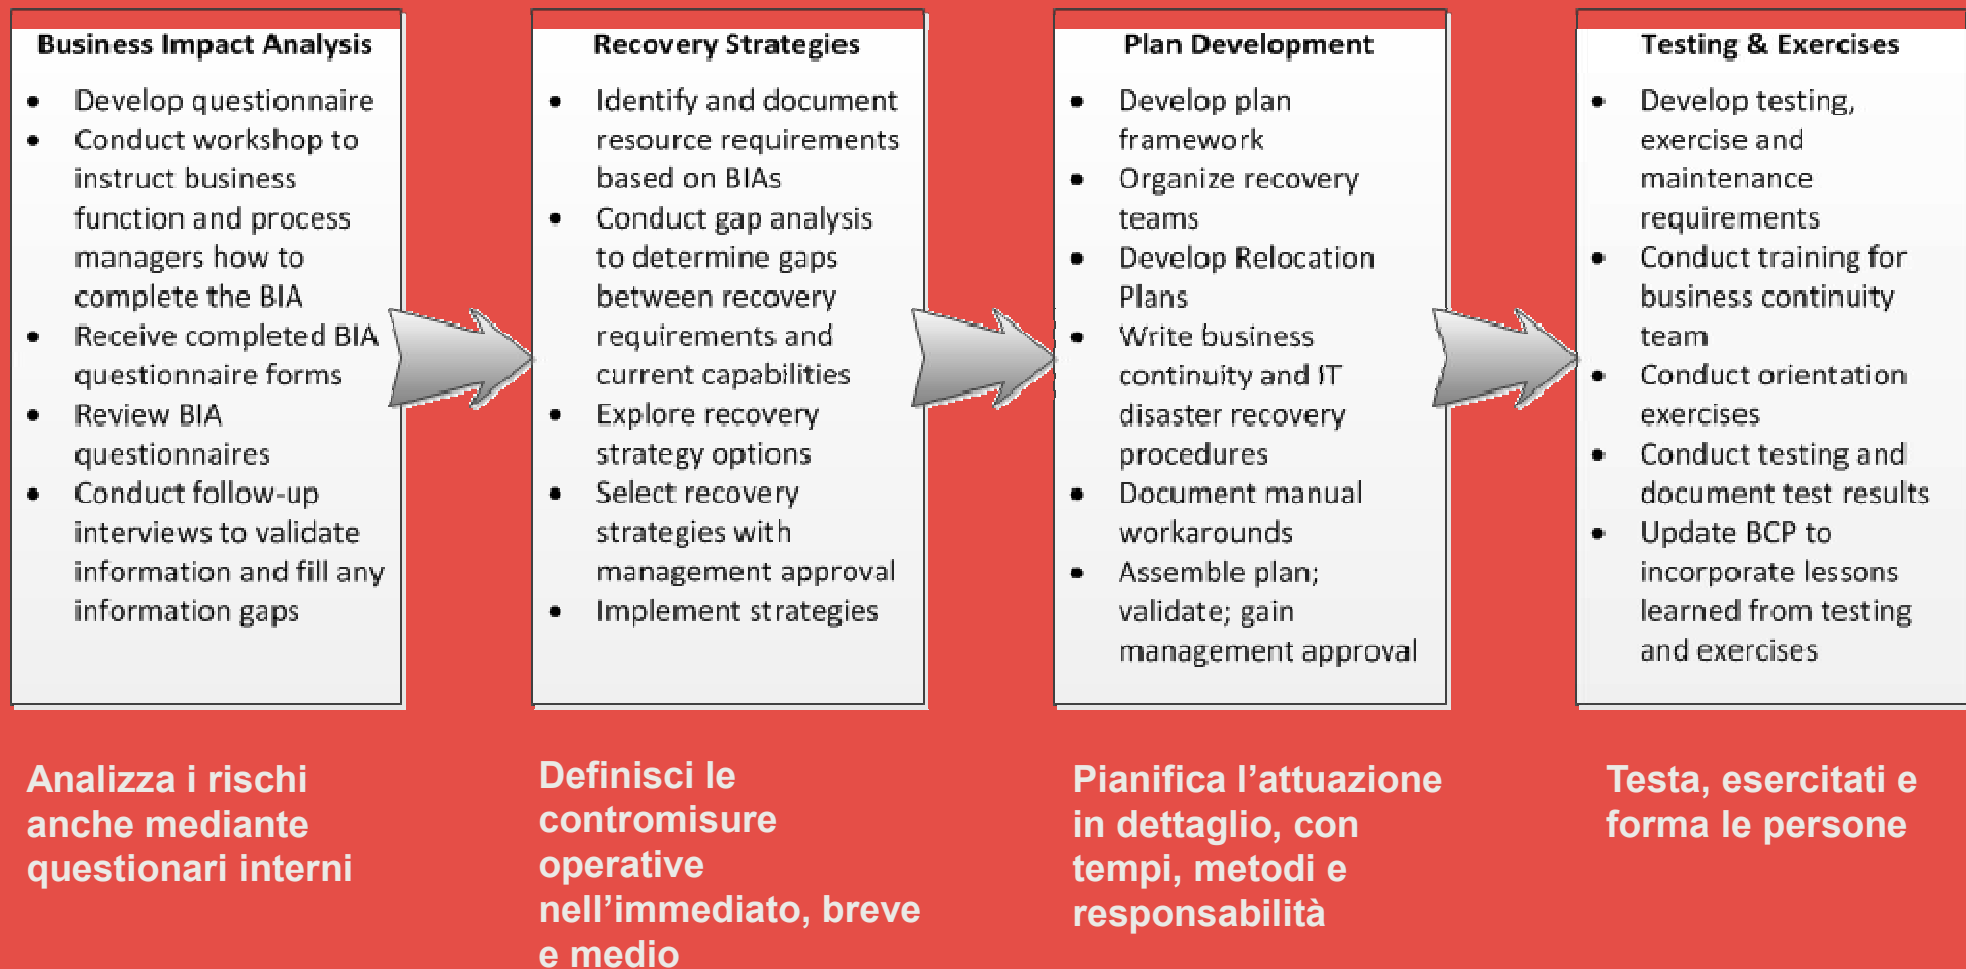 Business Impact Analysis
• Develop questionnaire
• Conduct workshop to
instruct business
function and process
managers how to
complete the BIA
• Receive completed BIA
questionnaire forms
• Review BIA
questionnaires
• Conduct follow-up
interviews to validate
information and fill any
information gaps
Recovery Strategies
• Identify and document
resource requirements
based on BIAs
• Conduct gap analysis
to determine gaps
between recovery
requirements and
current capabilities
• Explore recovery
strategy options
• Select recovery
strategies with
management approval
• Implement strategies
Plan Development
• Develop plan
framework
• Organize recovery
teams
• Develop Relocation
Plans
• Write business
continuity and IT
disaster recovery
procedures
• Document manual
workarounds
• Assemble plan;
validate; gain
management approval
Testing & Exercises
• Develop testing,
exercise and
maintenance
requirements
• Conduct training for
business continuity
team
• Conduct orientation
exercises
• Conduct testing and
document test results
• Update BCP to
incorporate lessons
learned from testing
and exercises
Analizza i rischi
anche mediante
questionari interni
Definisci le
contromisure
operative
nell’immediato, breve
e medio
Pianifica l’attuazione
in dettaglio, con
tempi, metodi e
responsabilità
Testa, esercitati e
forma le persone